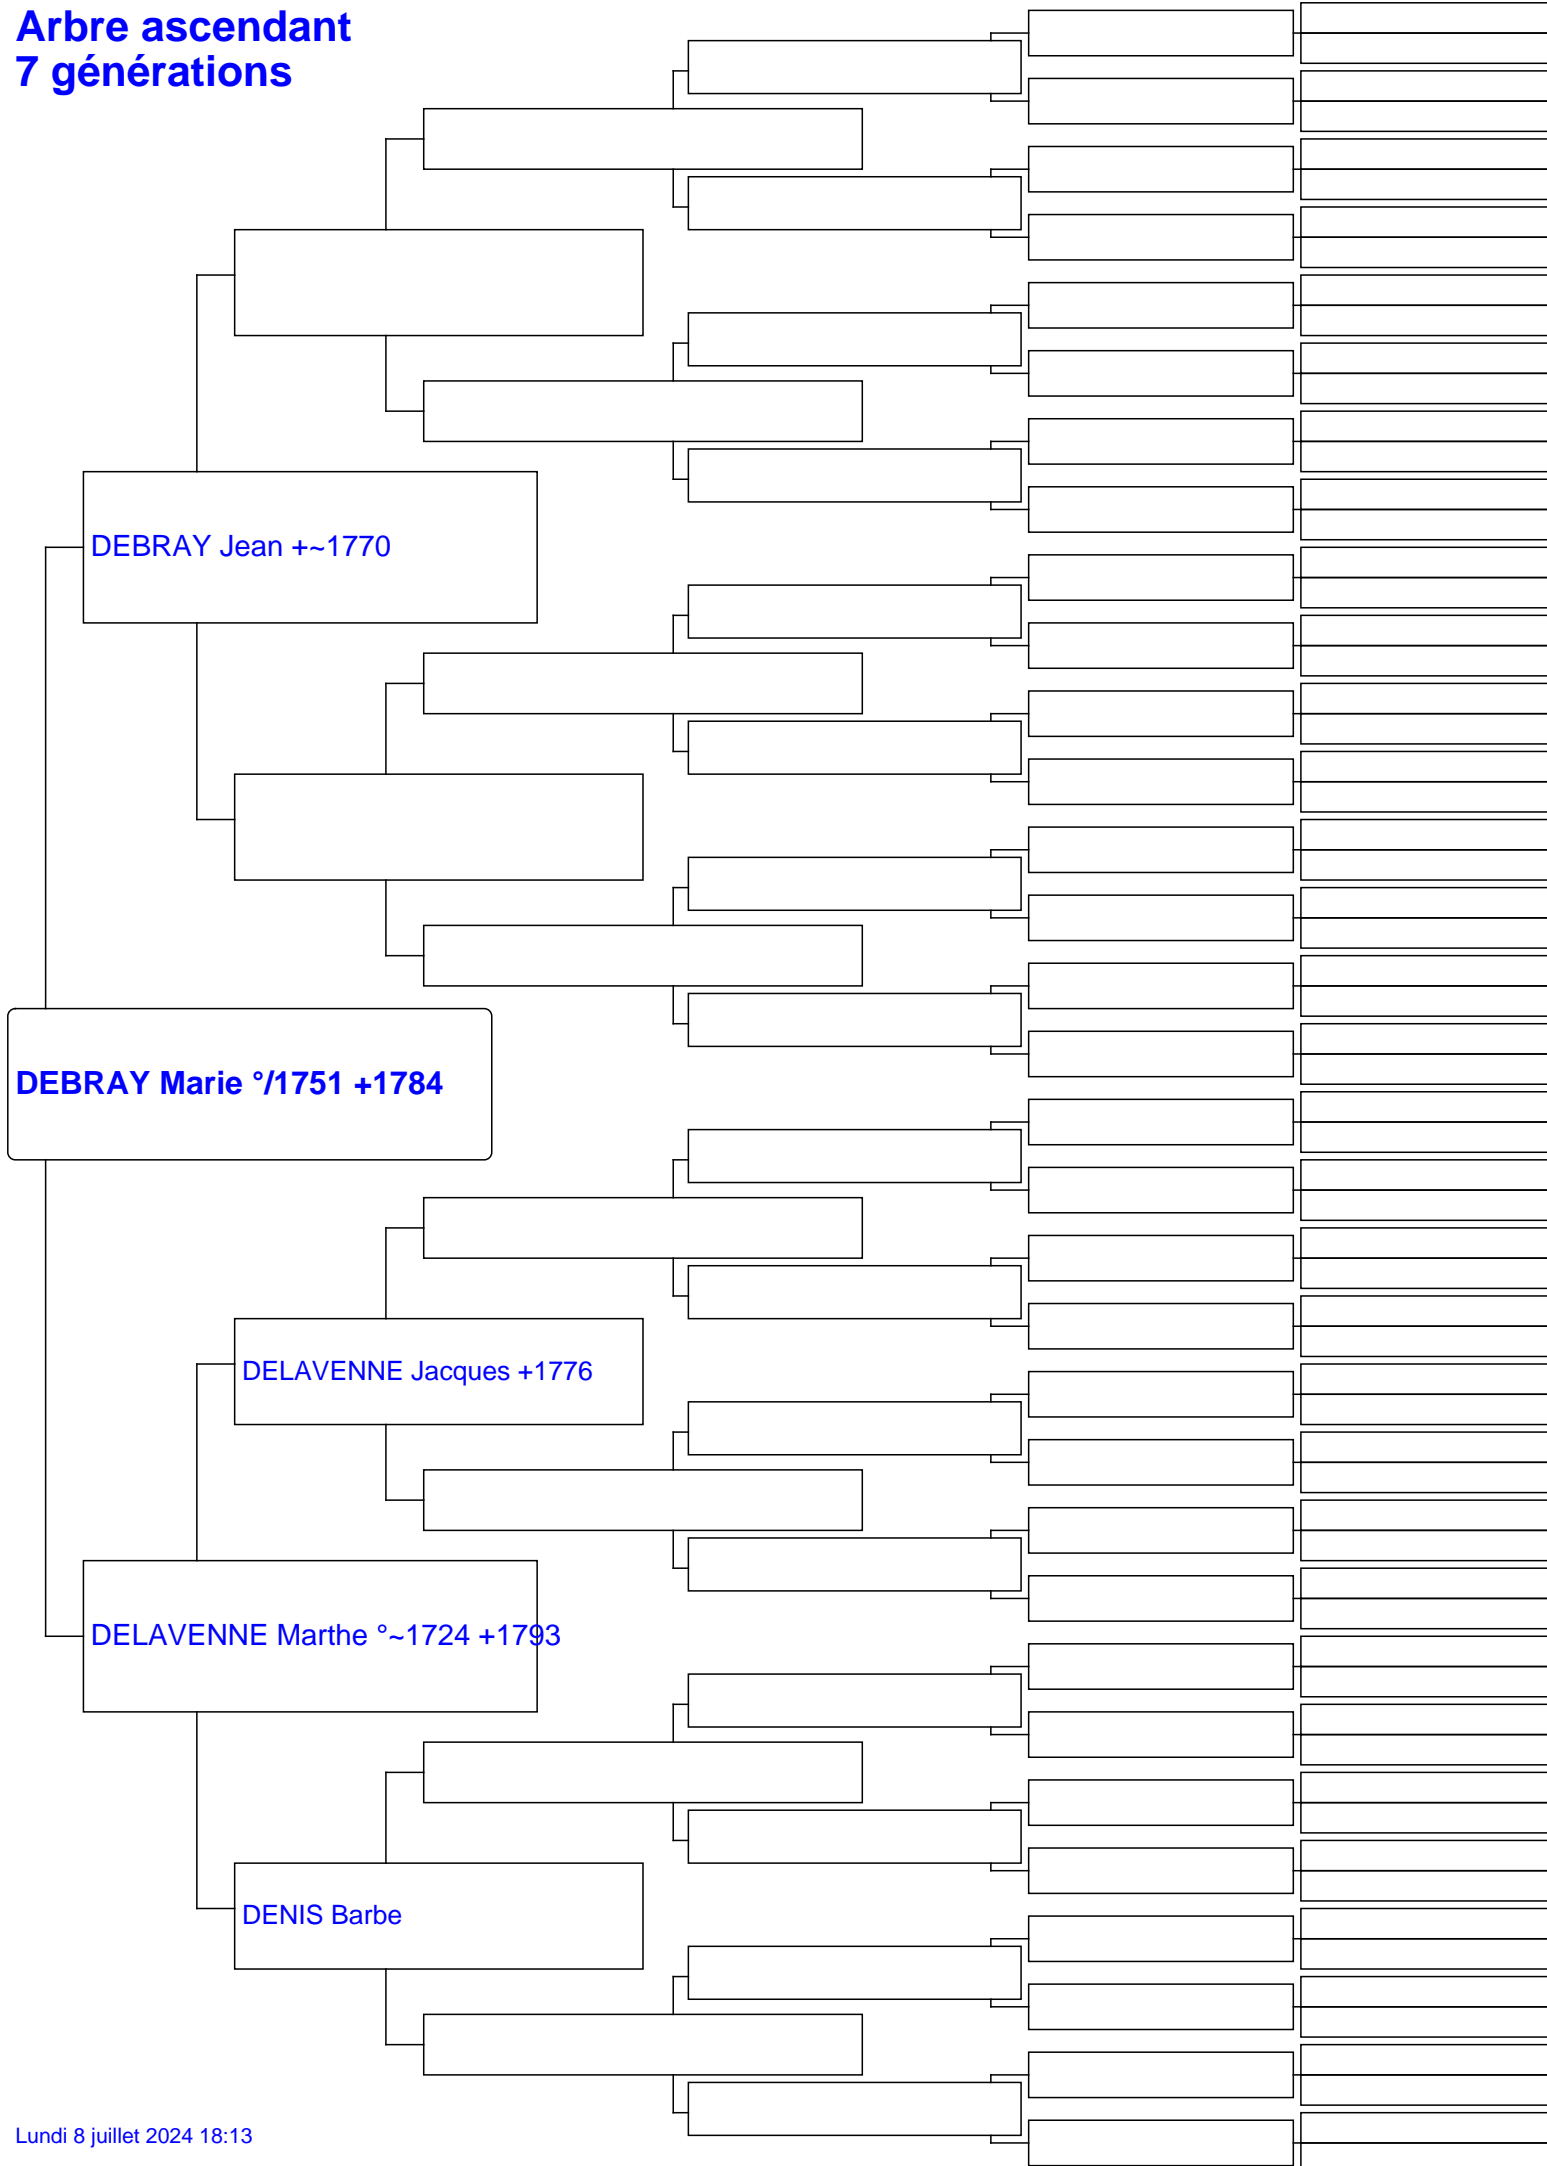 Arbre ascendant
7 générations
DEBRAY Jean +~1770
DEBRAY Marie °/1751 +1784
DELAVENNE Jacques +1776
DELAVENNE Marthe °~1724 +1793
DENIS Barbe
Lundi 8 juillet 2024 18:13